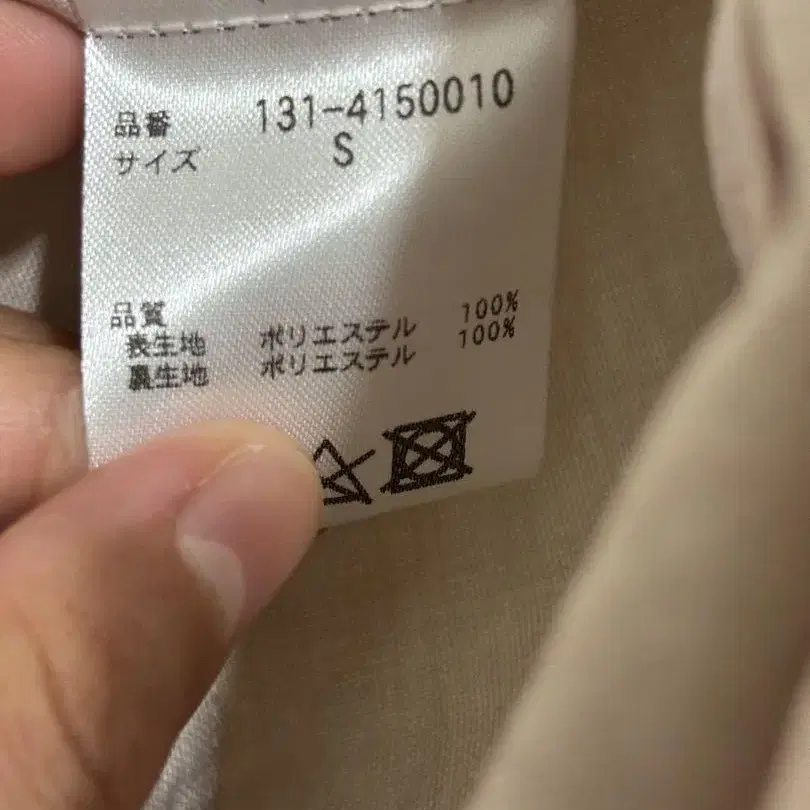 品番 131-4150010
サイズ S
品質
表生地 ポリエステル 100%
裏生地 ポリエステル 100%